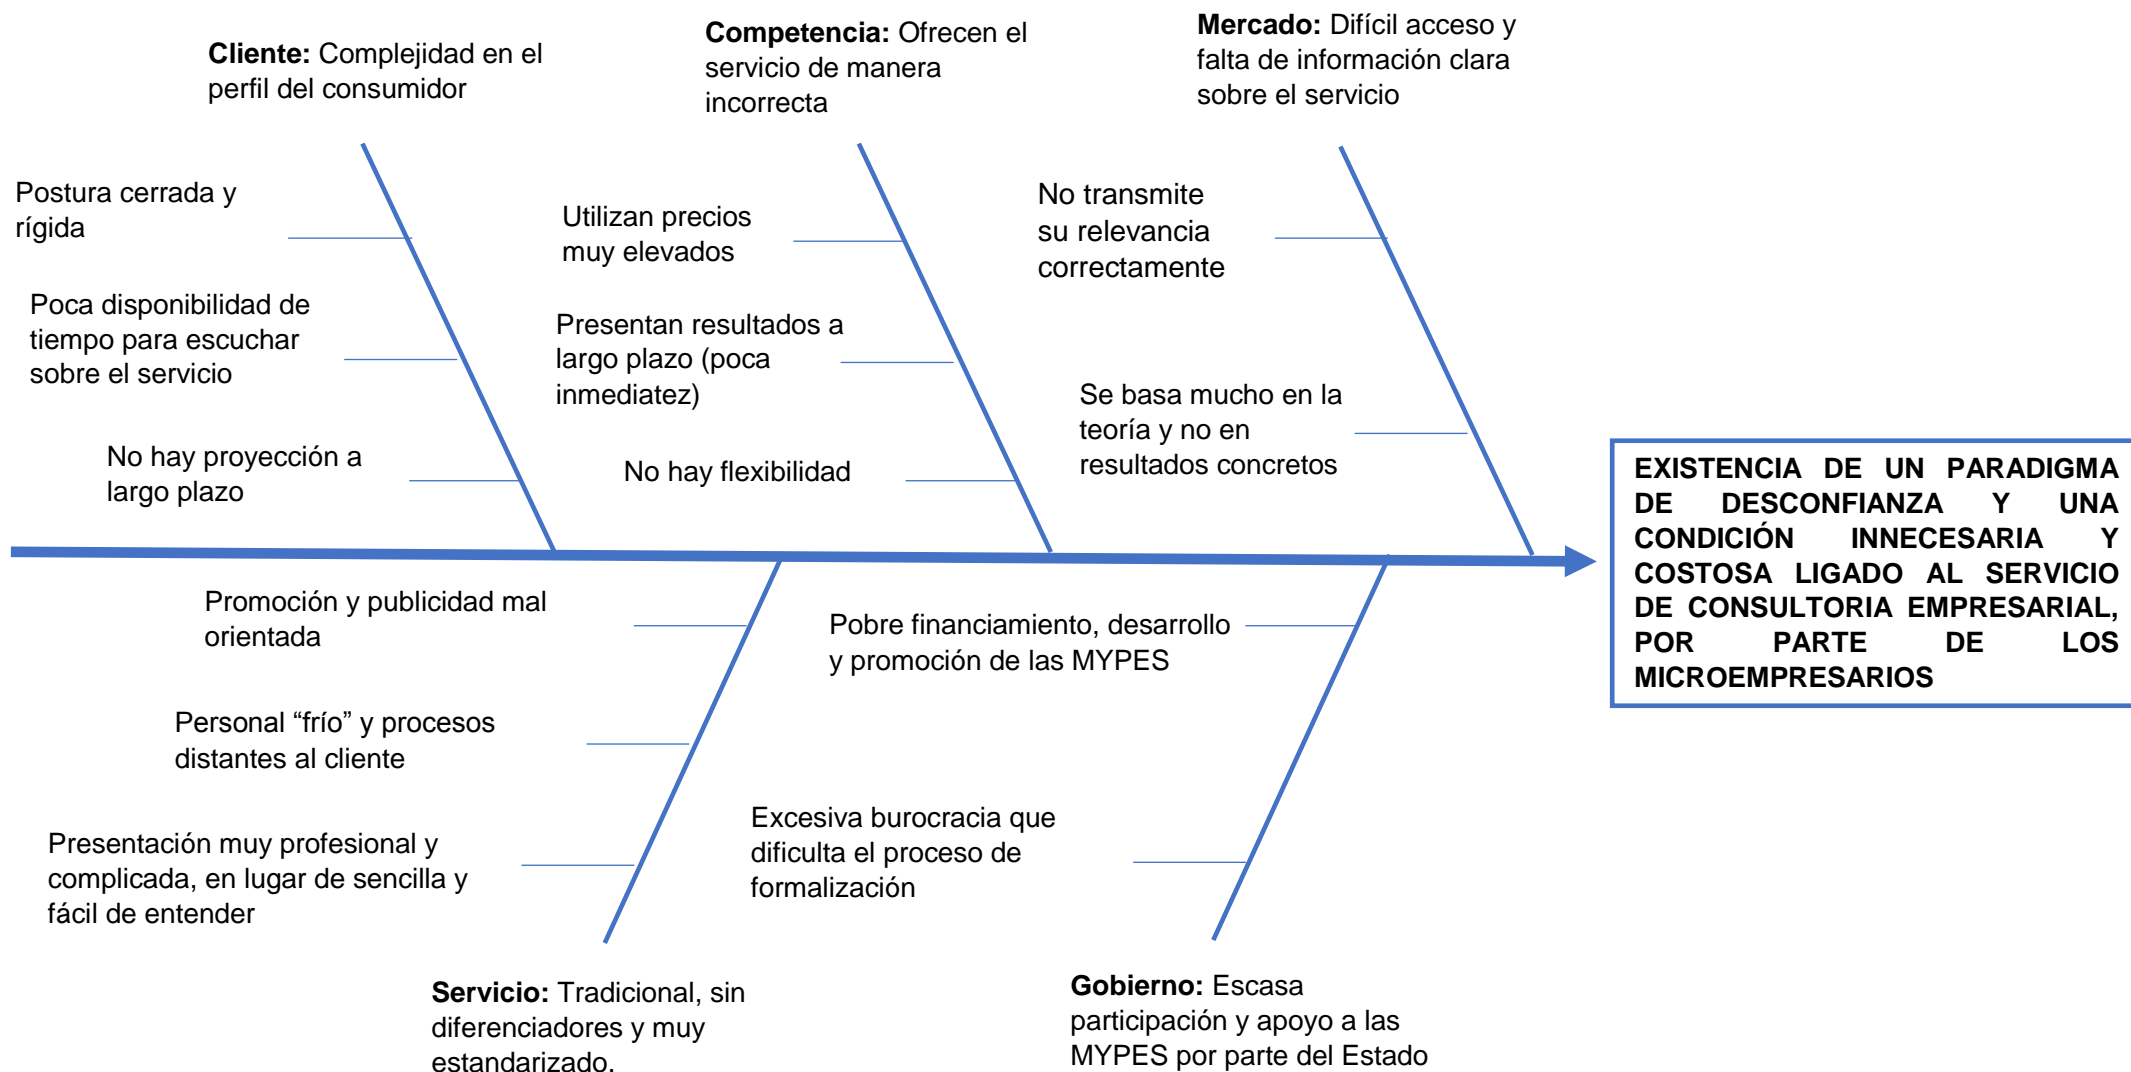 Cliente: Complejidad en el
perfil del consumidor
Competencia: Ofrecen el
servicio de manera
incorrecta
Mercado: Difícil acceso y
falta de información clara
sobre el servicio
Postura cerrada y
rígida
Poca disponibilidad de
tiempo para escuchar
sobre el servicio
No hay proyección a
largo plazo
Utilizan precios
muy elevados
Presentan resultados a
largo plazo (poca
inmediatez)
No hay flexibilidad
No transmite
su relevancia
correctamente
Se basa mucho en la
teoría y no en
resultados concretos
EXISTENCIA DE UN PARADIGMA
DE DESCONFIANZA Y UNA
CONDICIÓN INNECESARIA Y
COSTOSA LIGADO AL SERVICIO
DE CONSULTORIA EMPRESARIAL,
POR PARTE DE LOS
MICROEMPRESARIOS
Promoción y publicidad mal
orientada
Personal “frío” y procesos
distantes al cliente
Presentación muy profesional y
complicada, en lugar de sencilla y
fácil de entender
Pobre financiamiento, desarrollo
y promoción de las MYPES
Excesiva burocracia que
dificulta el proceso de
formalización
Servicio: Tradicional, sin
diferenciadores y muy
estandarizado.
Gobierno: Escasa
participación y apoyo a las
MYPES por parte del Estado